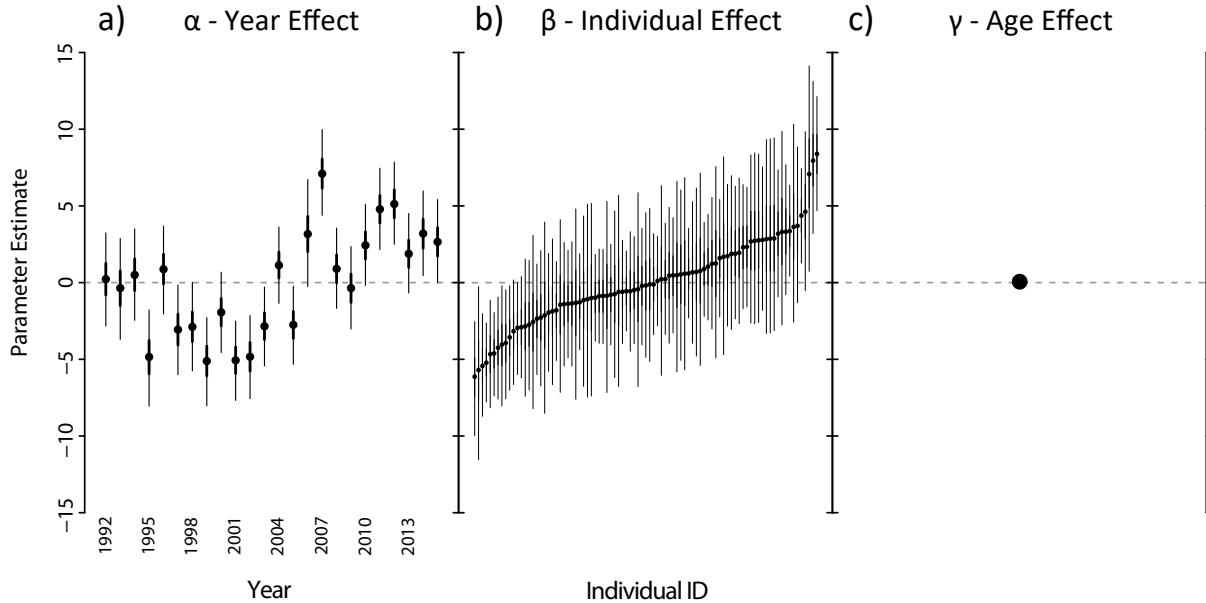 a) α - Year Effect
b) β - Individual Effect
c) γ - Age Effect
Parameter Estimate
15
10
5
0
−5
−10
−15
1992
1995
1998
2001
2004
2007
2010
2013
Year
Individual ID